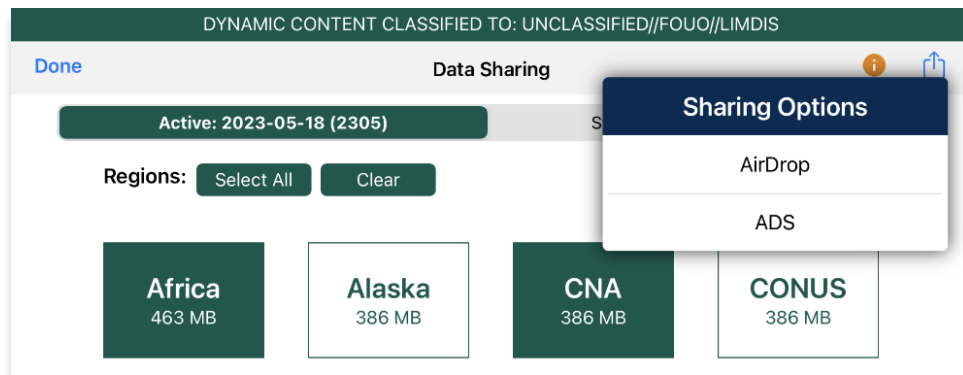 DYNAMIC CONTENT CLASSIFIED TO: UNCLASSIFIED//FOUO//LIMDIS
Done
Data Sharing
Sharing Options
AirDrop
ADS
Active: 2023-05-18 (2305)
S
Regions:
Select All
Clear
Africa
463 MB
Alaska
386 MB
CNA
386 MB
CONUS
386 MB